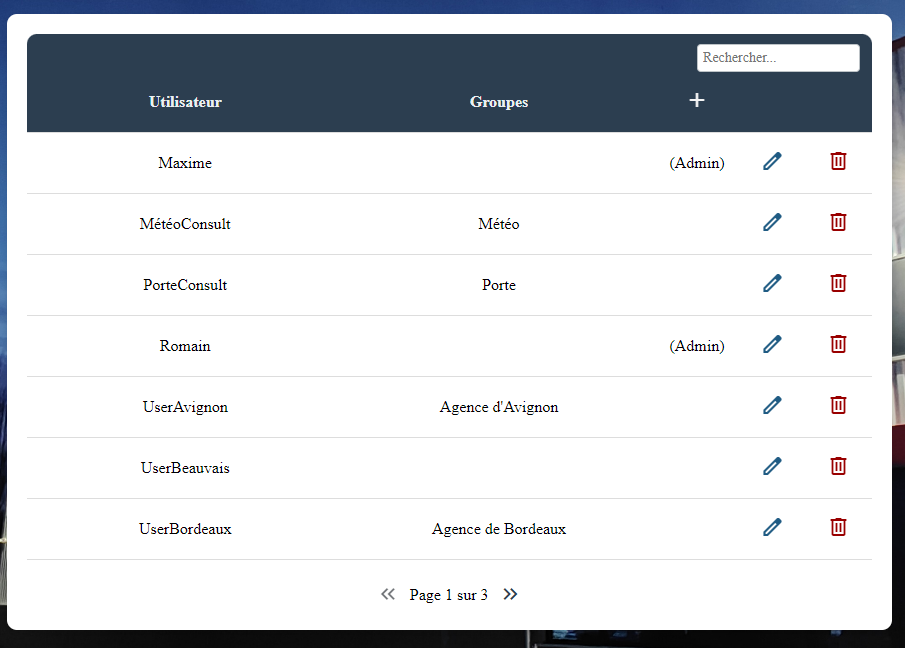 Rechercher...
Utilisateur Groupes +
Maxime (Admin)
MétéoConsult Météo
PorteConsult Porte
Romain (Admin)
UserAvignon Agence d'Avignon
UserBeauvais
UserBordeaux Agence de Bordeaux
Page 1 sur 3